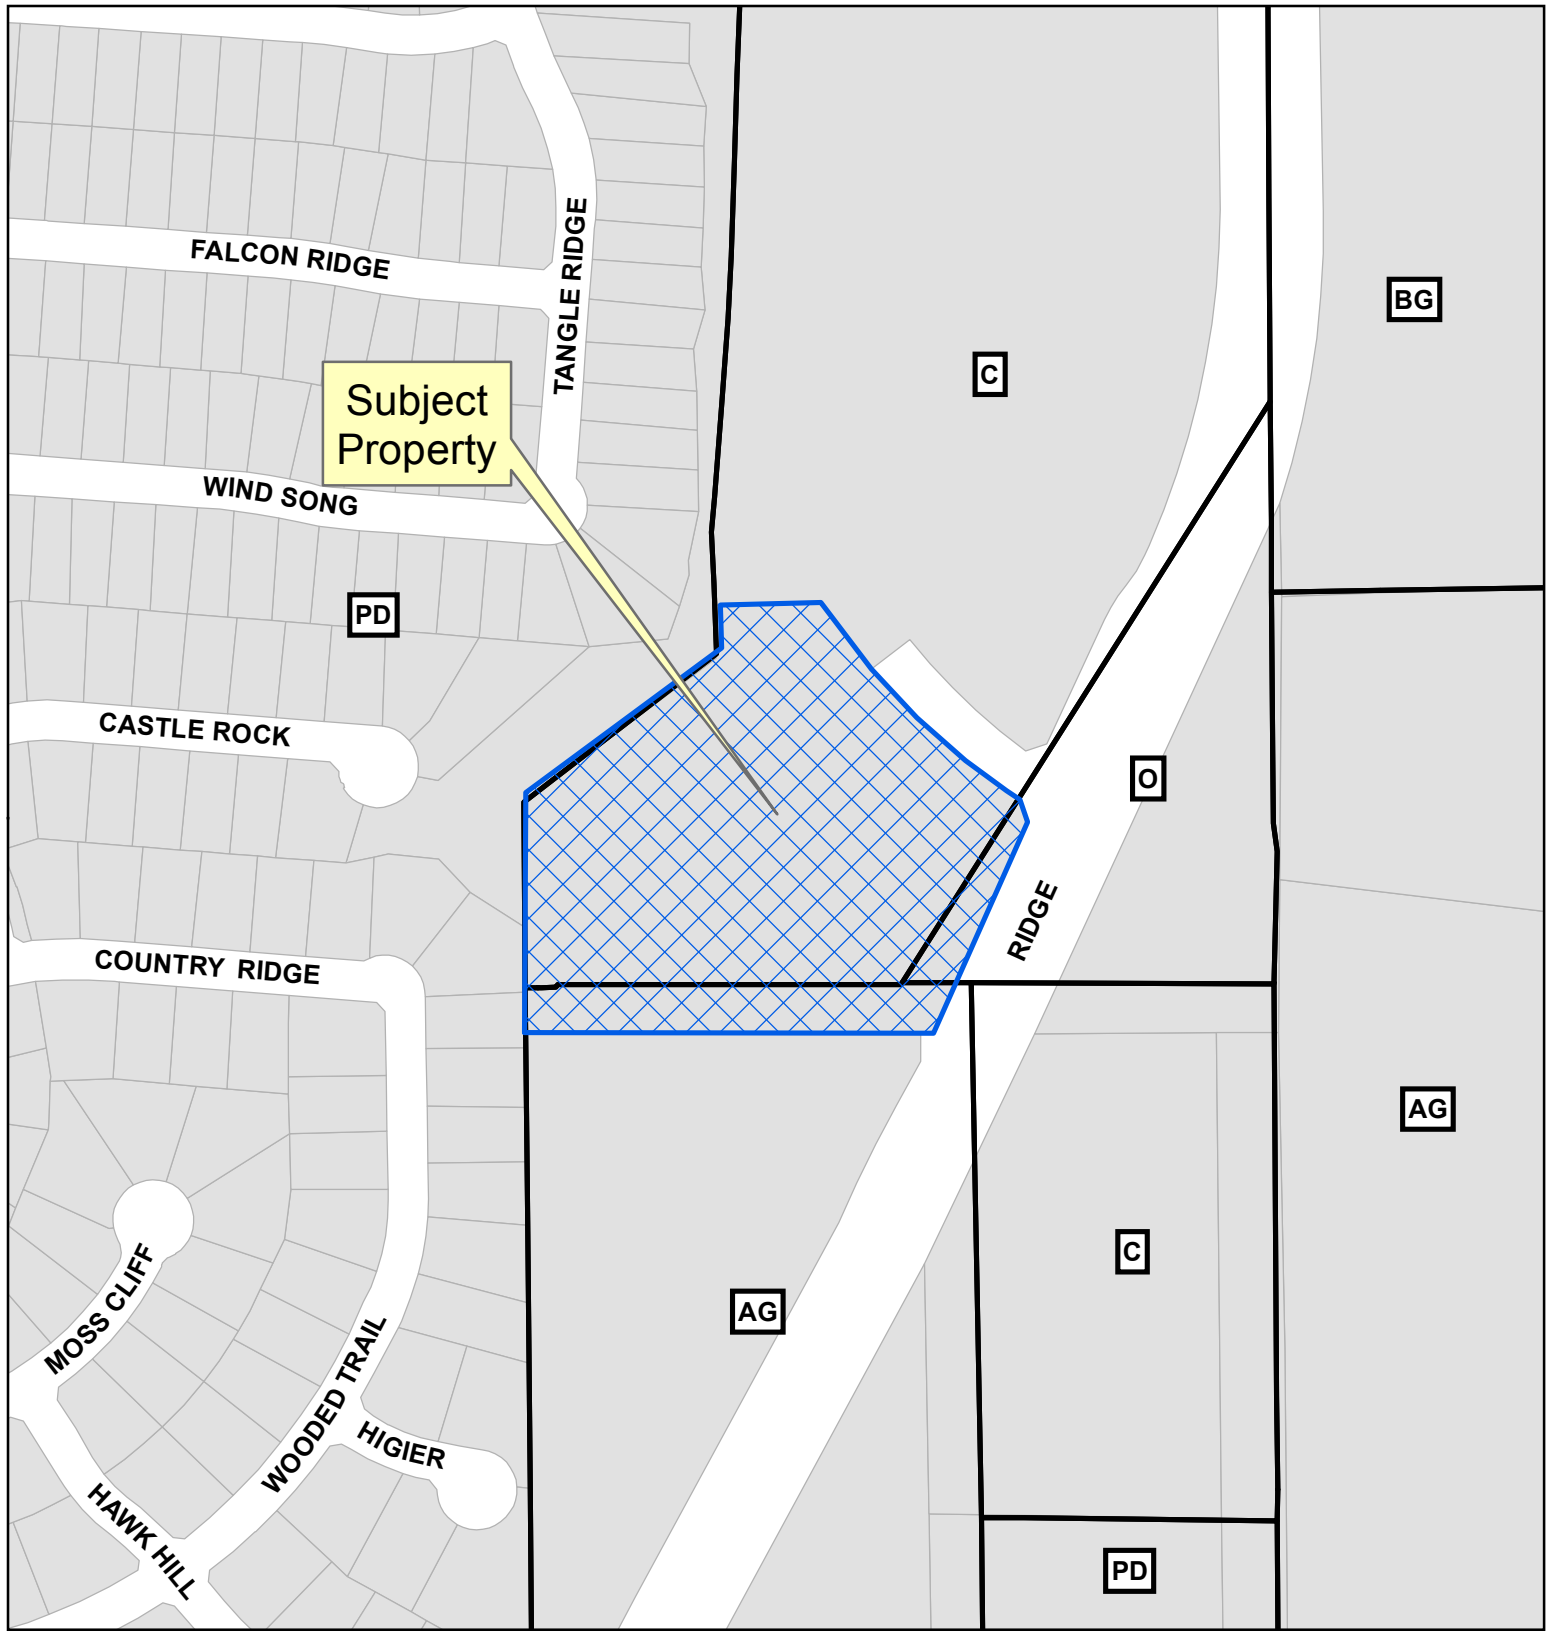 FALCON RIDGE
TANGLE RIDGE
BG
C
Subject
Property
WIND SONG
PD
CASTLE ROCK
O
RIDGE
COUNTRY RIDGE
AG
C
MOSS CLIFF
AG
WOODED TRAIL
HIGIER
HAWK HILL
PD